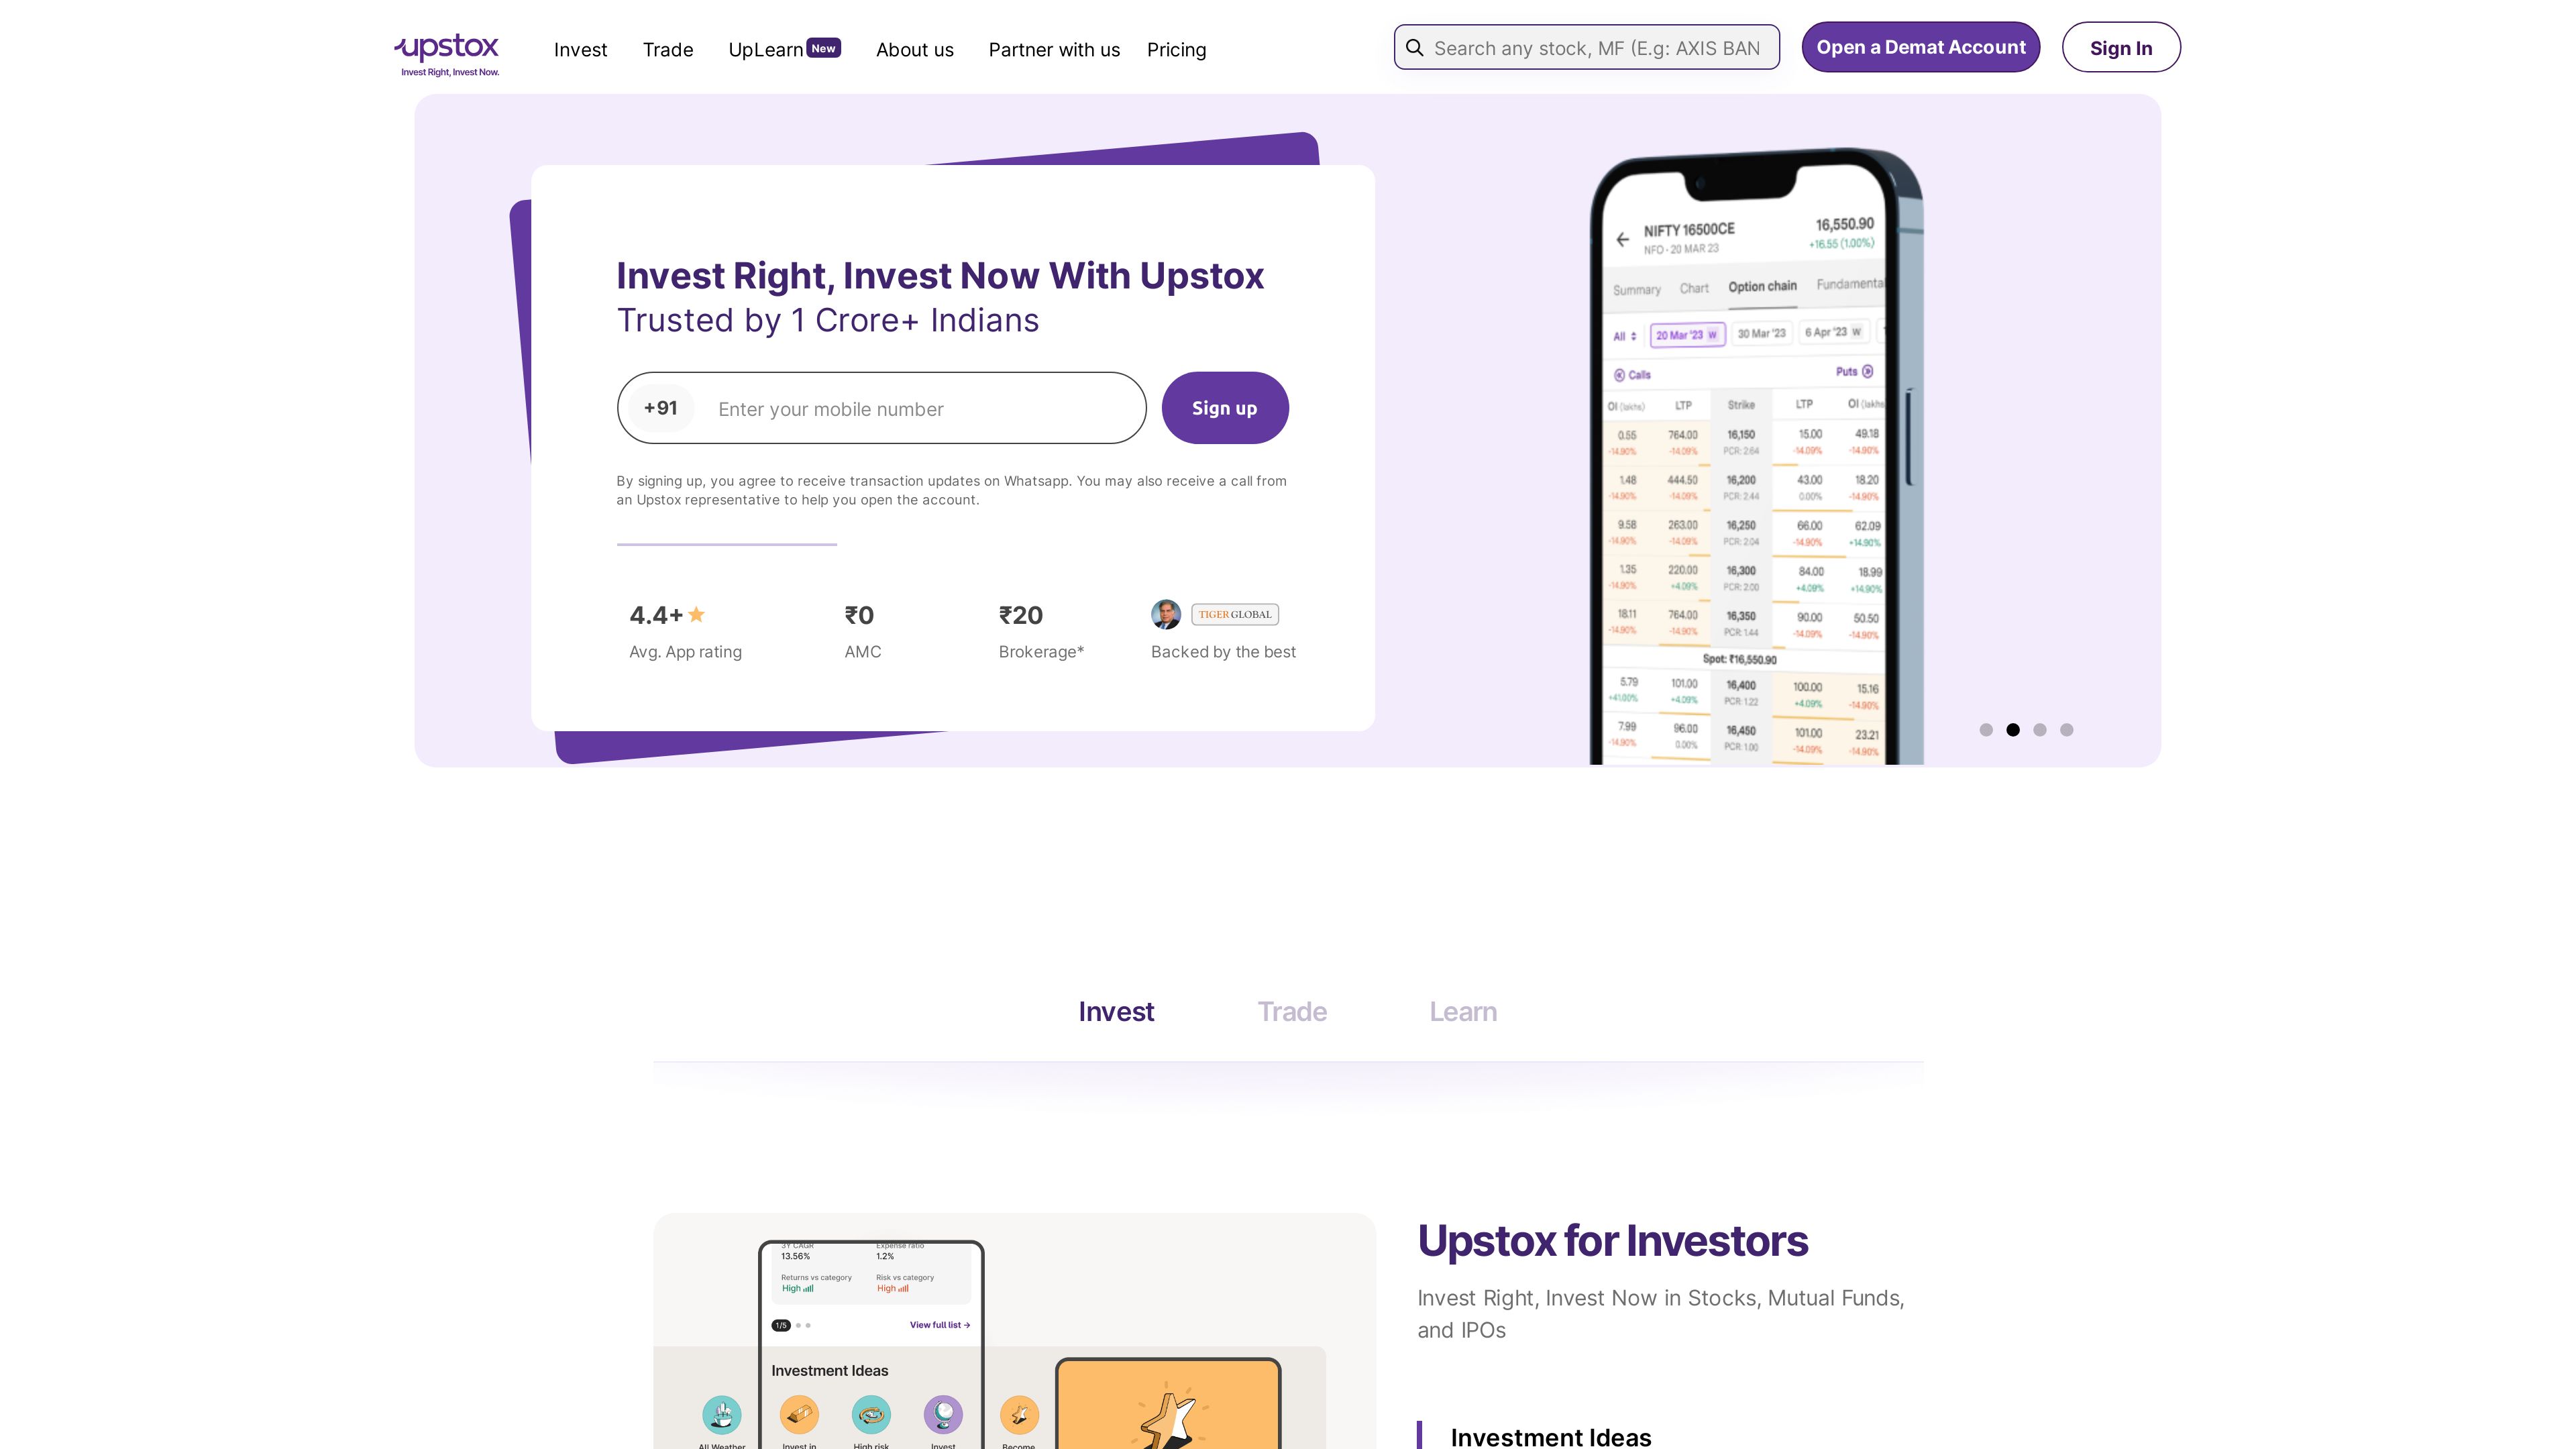 upstox
Invest Right, Invest Now.
Invest
Trade
UpLearn New
About us
Partner with us
Pricing
Search any stock, MF (E.g: AXIS BAN
Open a Demat Account
Sign In
Invest Right, Invest Now With Upstox
Trusted by 1 Crore+ Indians
+91
Enter your mobile number
Sign up
By signing up, you agree to receive transaction updates on Whatsapp. You may also receive a call from
an Upstox representative to help you open the account.
4.4+
Avg. App rating
₹0
AMC
₹20
Brokerage*
TIGER GLOBAL
Backed by the best
NIFTY 16500CE 16,550.90
NFO - 20 MAR 23 +16.55 (1.00%)
Summary Chart Option chain Fundamenta
All 20 Mar '23 W 30 Mar '23 6 Apr '23 W
Calls Puts
OI (lakhs) LTP Strike LTP OI (lakhs
0.55 764.00 16,150 15.00 49.18
-14.90% -14.09% PCR: 2.64 -14.09% -14.90%
1.48 444.50 16,200 43.00 18.20
-14.90% -14.09% PCR: 2.44 0.00% -14.90%
9.58 263.00 16,250 66.00 62.09
-14.90% -14.09% PCR: 2.04 -14.90% +14.90%
1.35 220.00 16,300 84.00 18.99
-14.90% +4.09% PCR: 2.00 +4.09% +14.90%
18.11 764.00 16,350 90.00 50.50
-14.90% -14.90% PCR: 1.44 -14.09% -14.90%
Spot: ₹16,550.90
5.79 101.00 16,400 100.00 15.16
+41.00% +4.09% PCR: 1.22 +4.09% -14.90%
7.99 96.00 16,450 101.00 23.21
-14.90% 0.00% PCR: 1.00 -14.09% -14.90%
Invest
Trade
Learn
3Y CAGR Expense ratio
13.56% 1.2%
Returns vs category Risk vs category
High High
1/5 View full list →
Investment Ideas
All Weather Invest in High risk Invest Become
Upstox for Investors
Invest Right, Invest Now in Stocks, Mutual Funds,
and IPOs
Investment Ideas